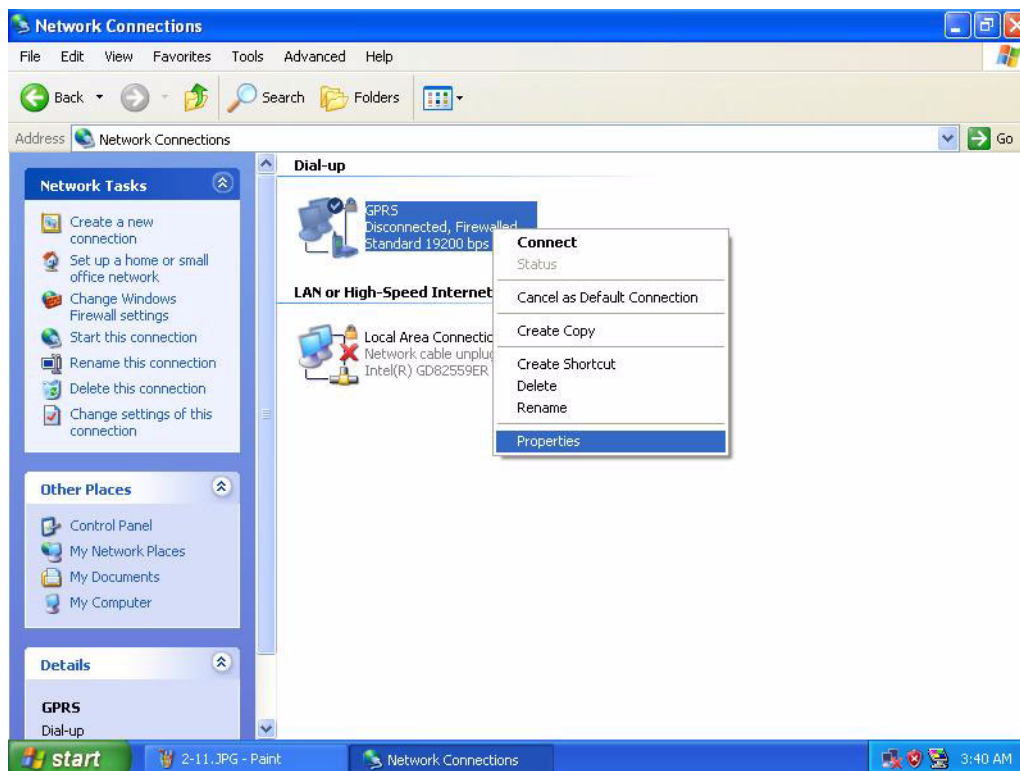 Network Connections
File Edit View Favorites Tools Advanced Help
Back Search Folders
Address Network Connections Go
Network Tasks
Create a new
connection
Set up a home or small
office network
Change Windows
Firewall settings
Start this connection
Rename this connection
Delete this connection
Change settings of this
connection
Other Places
Control Panel
My Network Places
My Documents
My Computer
Details
GPRS
Dial-up
Dial-up
GPRS
Disconnected, Firewalled
Standard 19200 bps
LAN or High-Speed Internet
Local Area Connectio
Network cable unplug
Intel(R) GD82559ER
Connect
Status
Cancel as Default Connection
Create Copy
Create Shortcut
Delete
Rename
Properties
start 2-11.JPG - Paint Network Connections 3:40 AM